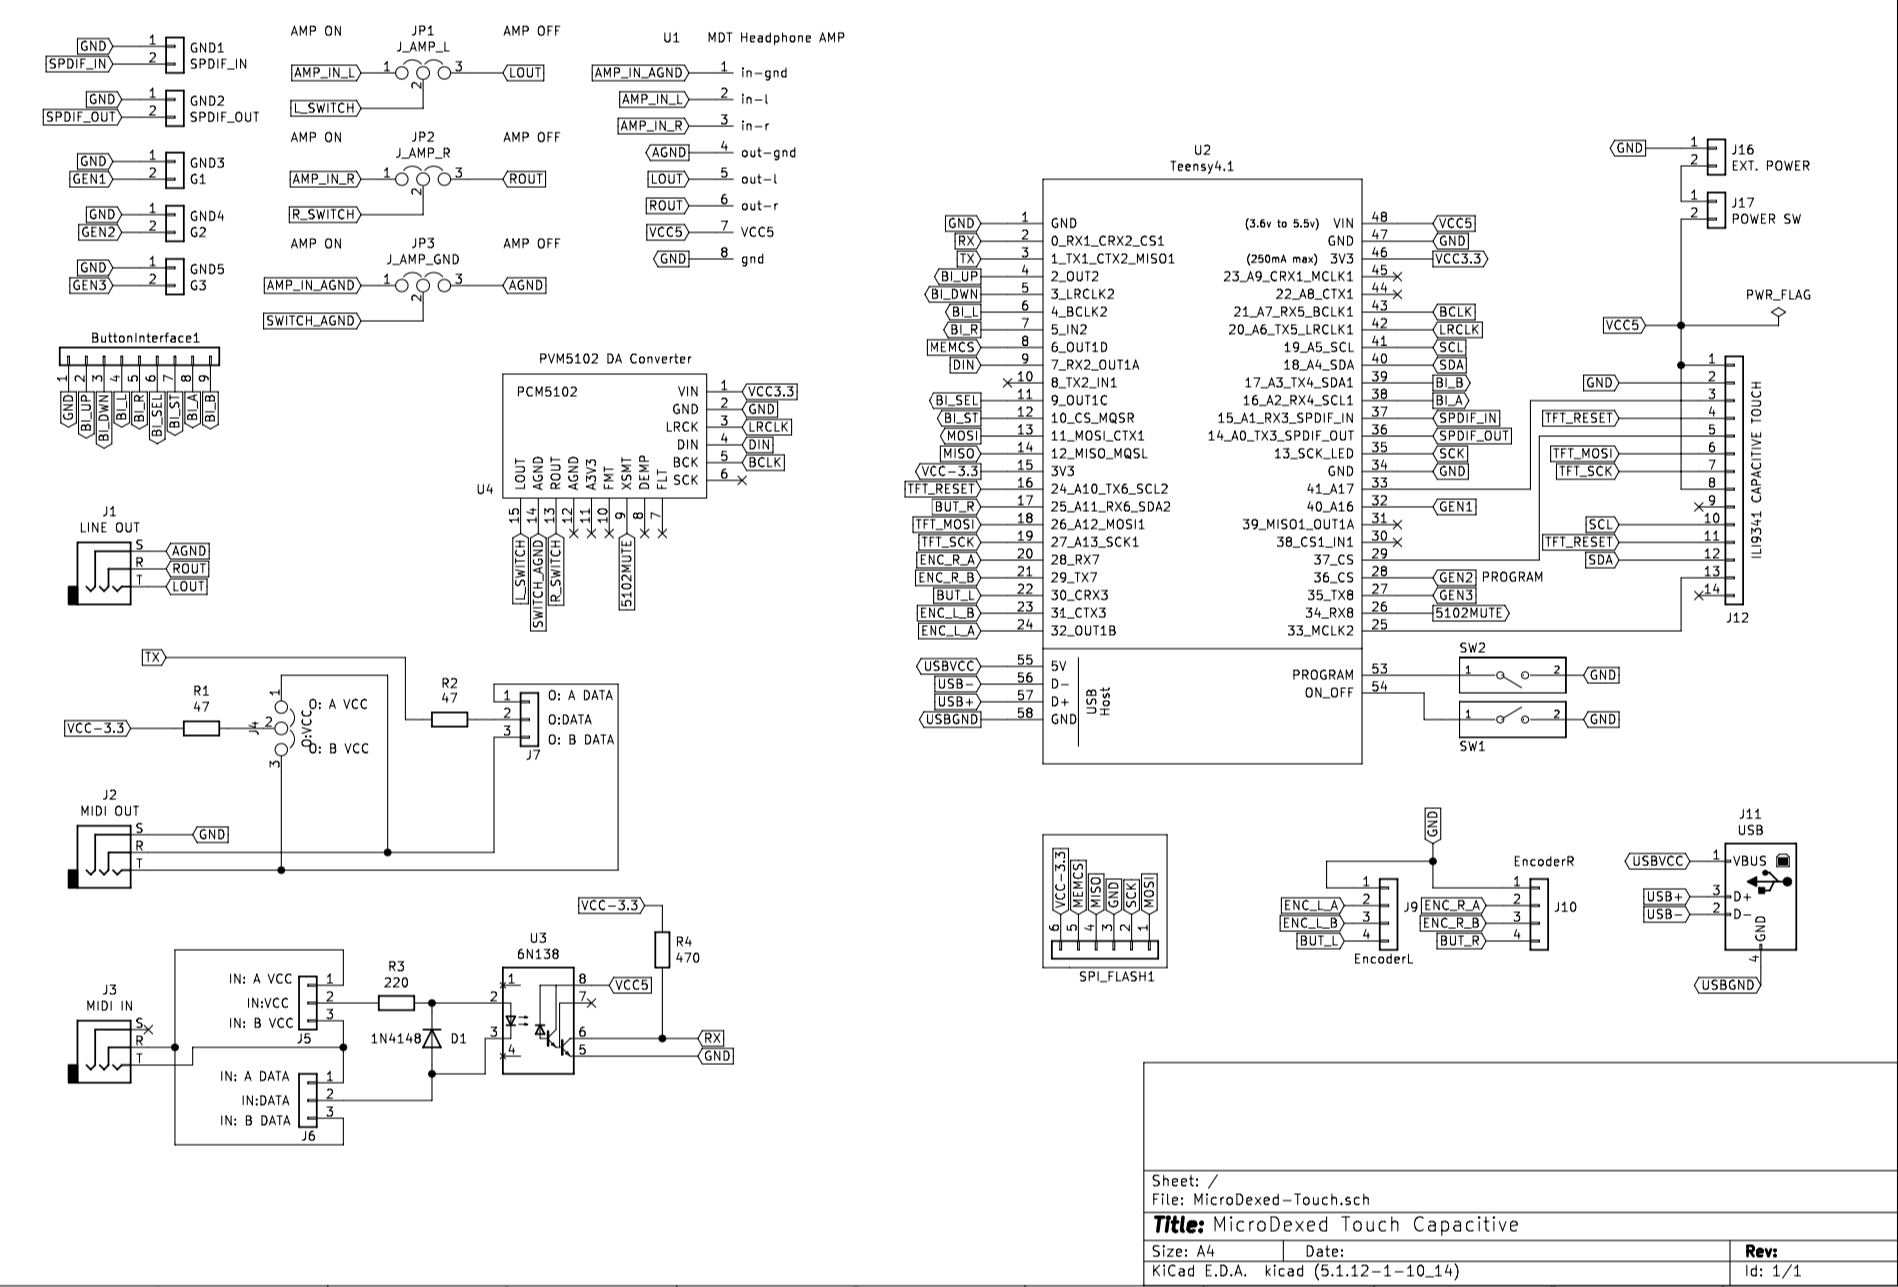 GND 1 GND1
SPDIF_IN 2 SPDIF_IN
GND 1 GND2
SPDIF_OUT 2 SPDIF_OUT
GND 1 GND3
GEN1 2 G1
GND 1 GND4
GEN2 2 G2
GND 1 GND5
GEN3 2 G3
AMP ON JP1 AMP OFF
J_AMP_L
AMP_IN_L 1 3 LOUT
2
L_SWITCH
AMP ON JP2 AMP OFF
J_AMP_R
AMP_IN_R 1 3 ROUT
2
R_SWITCH
AMP ON JP3 AMP OFF
J_AMP_GND
AMP_IN_AGND 1 3 AGND
2
SWITCH_AGND
U1 MDT Headphone AMP
AMP_IN_AGND 1 in-gnd
AMP_IN_L 2 in-l
AMP_IN_R 3 in-r
AGND 4 out-gnd
LOUT 5 out-l
ROUT 6 out-r
VCC5 7 VCC5
GND 8 gnd
ButtonInterface1
1 2 3 4 5 6 7 8 9
GND BI_UP BI_DWN BI_L BI_R BI_SEL BI_ST BI_A BI_B
PVM5102 DA Converter
PCM5102
VIN 1 VCC3.3
GND 2 GND
LRCK 3 LRCLK
DIN 4 DIN
BCK 5 BCLK
SCK 6
LOUT AGND ROUT AGND A3V3 FMT XSMT DEMP FLT
U4
15 14 13 12 11 10 9 8 7
L_SWITCH SWITCH_AGND R_SWITCH 5102MUTE
J1
LINE OUT
S AGND
R ROUT
T LOUT
TX
R1
47
VCC-3.3
J4
1
2
3
O: A VCC
O:VCC
O: B VCC
R2
47
1 O: A DATA
2 O:DATA
3 O: B DATA
J7
J2
MIDI OUT
S GND
R
T
J3
MIDI IN
S
R
T
IN: A VCC 1
IN:VCC 2
IN: B VCC 3
J5
IN: A DATA 1
IN:DATA 2
IN: B DATA 3
J6
R3
220
1N4148 D1
U3
6N138
1
2
3
4
8 VCC5
7
6 RX
5 GND
VCC-3.3
R4
470
U2
Teensy4.1
GND 1 GND
RX 2 0_RX1_CRX2_CS1
TX 3 1_TX1_CTX2_MISO1
BI_UP 4 2_OUT2
BI_DWN 5 3_LRCLK2
BI_L 6 4_BCLK2
BI_R 7 5_IN2
MEMCS 8 6_OUT1D
DIN 9 7_RX2_OUT1A
10 8_TX2_IN1
BI_SEL 11 9_OUT1C
BI_ST 12 10_CS_MQSR
MOSI 13 11_MOSI_CTX1
MISO 14 12_MISO_MQSL
VCC-3.3 15 3V3
TFT_RESET 16 24_A10_TX6_SCL2
BUT_R 17 25_A11_RX6_SDA2
TFT_MOSI 18 26_A12_MOSI1
TFT_SCK 19 27_A13_SCK1
ENC_R_A 20 28_RX7
ENC_R_B 21 29_TX7
BUT_L 22 30_CRX3
ENC_L_B 23 31_CTX3
ENC_L_A 24 32_OUT1B
USBVCC 55 5V
USB- 56 D-
USB+ 57 D+
USBGND 58 GND
USB
Host
(3.6v to 5.5v) VIN 48 VCC5
GND 47 GND
(250mA max) 3V3 46 VCC3.3
23_A9_CRX1_MCLK1 45
22_A8_CTX1 44
21_A7_RX5_BCLK1 43 BCLK
20_A6_TX5_LRCLK1 42 LRCLK
19_A5_SCL 41 SCL
18_A4_SDA 40 SDA
17_A3_TX4_SDA1 39 BI_B
16_A2_RX4_SCL1 38 BI_A
15_A1_RX3_SPDIF_IN 37 SPDIF_IN
14_A0_TX3_SPDIF_OUT 36 SPDIF_OUT
13_SCK_LED 35 SCK
GND 34 GND
41_A17 33
40_A16 32 GEN1
39_MISO1_OUT1A 31
38_CS1_IN1 30
37_CS 29
36_CS 28 GEN2 PROGRAM
35_TX8 27 GEN3
34_RX8 26 5102MUTE
33_MCLK2 25
PROGRAM 53
ON_OFF 54
SW2
1 2 GND
1 2 GND
SW1
GND 1 J16
2 EXT. POWER
1 J17
2 POWER SW
PWR_FLAG
VCC5
1
GND 2
3
TFT_RESET 4
5
TFT_MOSI 6
TFT_SCK 7
8
9
SCL 10
TFT_RESET 11
SDA 12
13
14
ILI9341 CAPACITIVE TOUCH
J12
VCC-3.3 MEMCS MISO GND SCK MOSI
6 5 4 3 2 1
SPI_FLASH1
GND
1
ENC_L_A 2
ENC_L_B 3
BUT_L 4
J9
EncoderL
EncoderR
1
ENC_R_A 2
ENC_R_B 3
BUT_R 4
J10
J11
USB
USBVCC 1 VBUS
USB+ 3 D+
USB- 2 D-
GND
4
USBGND
Sheet: /
File: MicroDexed-Touch.sch
Title: MicroDexed Touch Capacitive
Size: A4 Date: Rev:
KiCad E.D.A. kicad (5.1.12-1-10_14) Id: 1/1